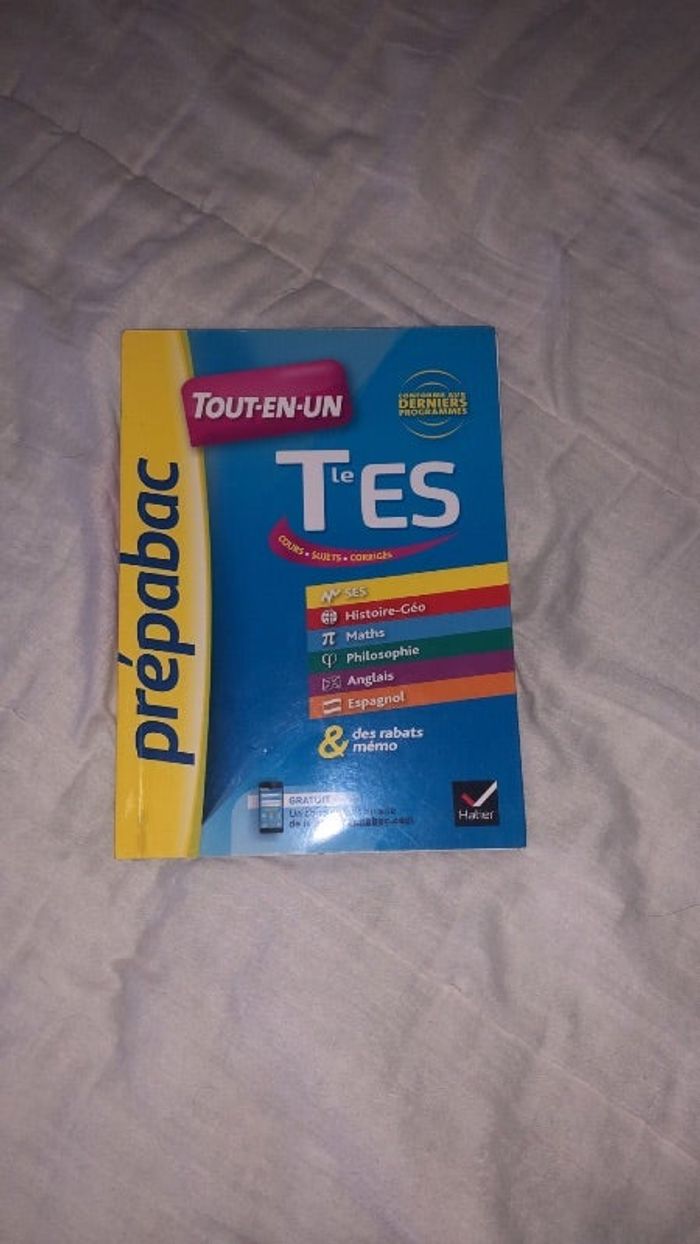 prépabac
TOUT-EN-UN
CONFORME AUX
DERNIERS
PROGRAMMES
Tle ES
COURS • SUJETS • CORRIGÉS
SES
Histoire-Géo
π Maths
Philosophie
Anglais
Espagnol
& des rabats
mémo
GRATUIT
Hatier